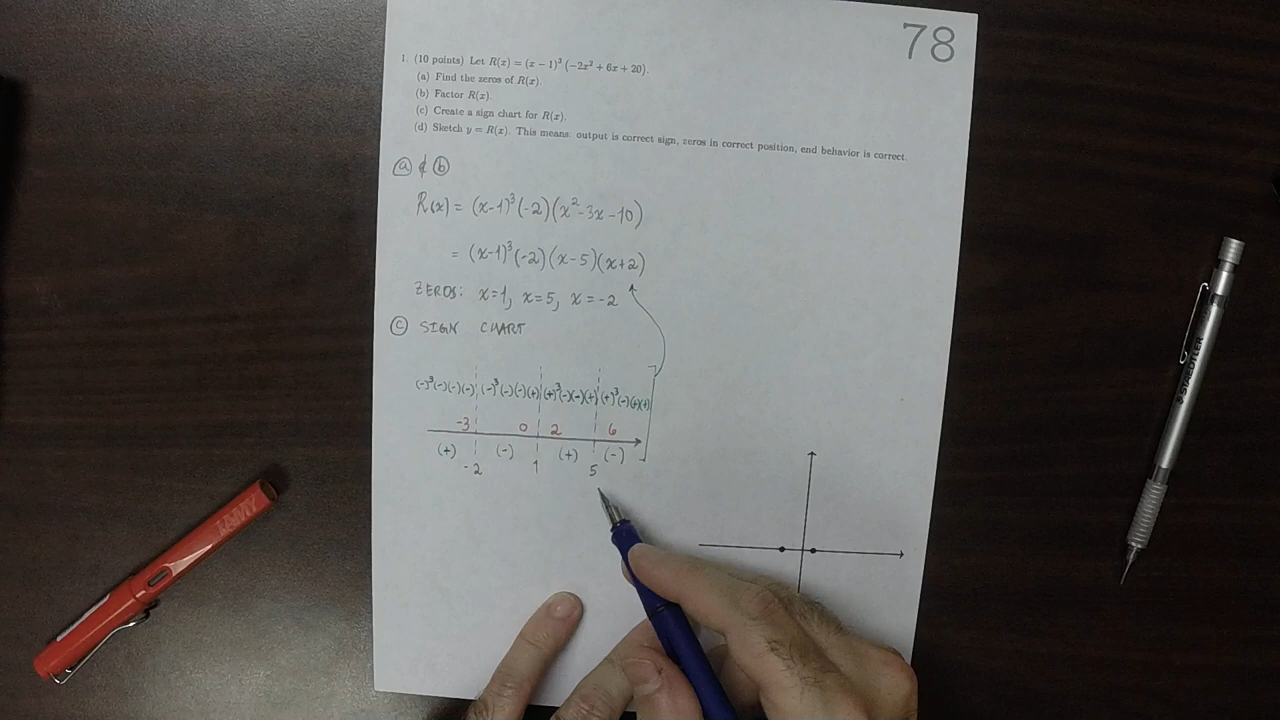 78
1. (10 points) Let R(x) = (x − 1)³ (−2x² + 6x + 20).
(a) Find the zeros of R(x).
(b) Factor R(x).
(c) Create a sign chart for R(x).
(d) Sketch y = R(x). This means: output is correct sign, zeros in correct position, end behavior is correct.
ⓐ & ⓑ
R(x) = (x-1)³(-2)(x²-3x-10)
= (x-1)³(-2)(x-5)(x+2)
ZEROS: x=1, x=5, x=-2
ⓒ SIGN CHART
(-)³(-)(-)(-) (-)³(-)(-)(+) (+)³(-)(-)(+) (+)³(-)(+)(+)
-3 0 2 6
(+) (-) (+) (-)
-2 1 5
LAMY
STAEDTLER